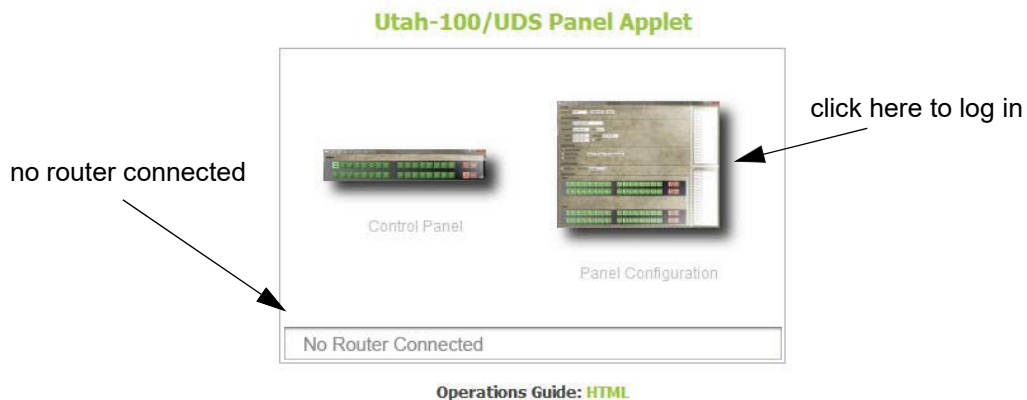 Utah-100/UDS Panel Applet
click here to log in
no router connected
Control Panel
Panel Configuration
No Router Connected
Operations Guide: HTML